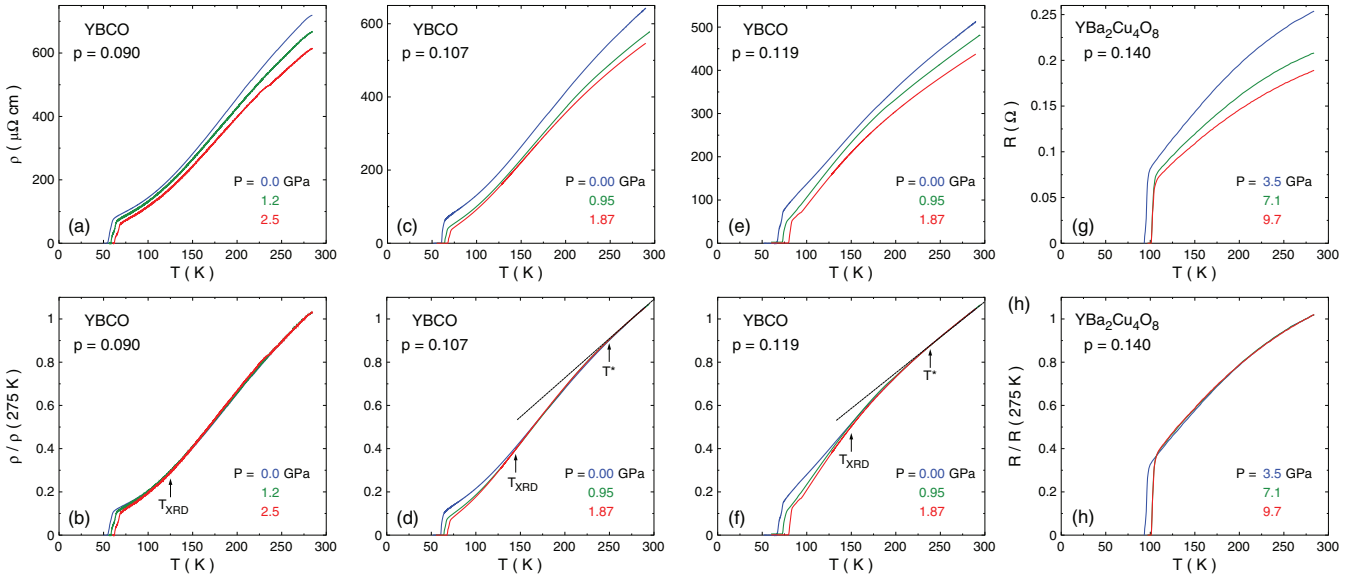 YBCO
p = 0.090
ρ ( μΩ cm )
600
400
200
0
P = 0.0 GPa
1.2
2.5
(a)
0 50 100 150 200 250 300
T ( K )
YBCO
p = 0.107
600
400
200
0
P = 0.00 GPa
0.95
1.87
(c)
0 50 100 150 200 250 300
T ( K )
YBCO
p = 0.119
500
400
300
200
100
0
P = 0.00 GPa
0.95
1.87
(e)
0 50 100 150 200 250 300
T ( K )
YBa2Cu4O8
p = 0.140
R ( Ω )
0.25
0.20
0.15
0.1
0.05
0
P = 3.5 GPa
7.1
9.7
(g)
0 50 100 150 200 250 300
T ( K )
YBCO
p = 0.090
ρ / ρ ( 275 K )
1
0.8
0.6
0.4
0.2
0
TXRD
P = 0.0 GPa
1.2
2.5
(b)
0 50 100 150 200 250 300
T ( K )
YBCO
p = 0.107
1
0.8
0.6
0.4
0.2
0
T*
TXRD
P = 0.00 GPa
0.95
1.87
(d)
0 50 100 150 200 250 300
T ( K )
YBCO
p = 0.119
1
0.8
0.6
0.4
0.2
0
T*
TXRD
P = 0.00 GPa
0.95
1.87
(f)
0 50 100 150 200 250 300
T ( K )
(h)
YBa2Cu4O8
p = 0.140
R / R ( 275 K )
1
0.8
0.6
0.4
0.2
0
P = 3.5 GPa
7.1
9.7
(h)
0 50 100 150 200 250 300
T ( K )